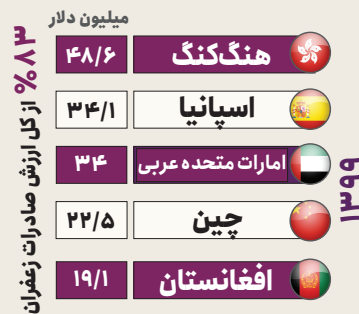 میلیون دلار
هنگ‌کنگ ۴۸/۶
اسپانیا ۳۴/۱
امارات متحده عربی ۳۴
چین ۲۲/۵
افغانستان ۱۹/۱
۱۳۹۹
۸۳% از کل ارزش صادرات زعفران